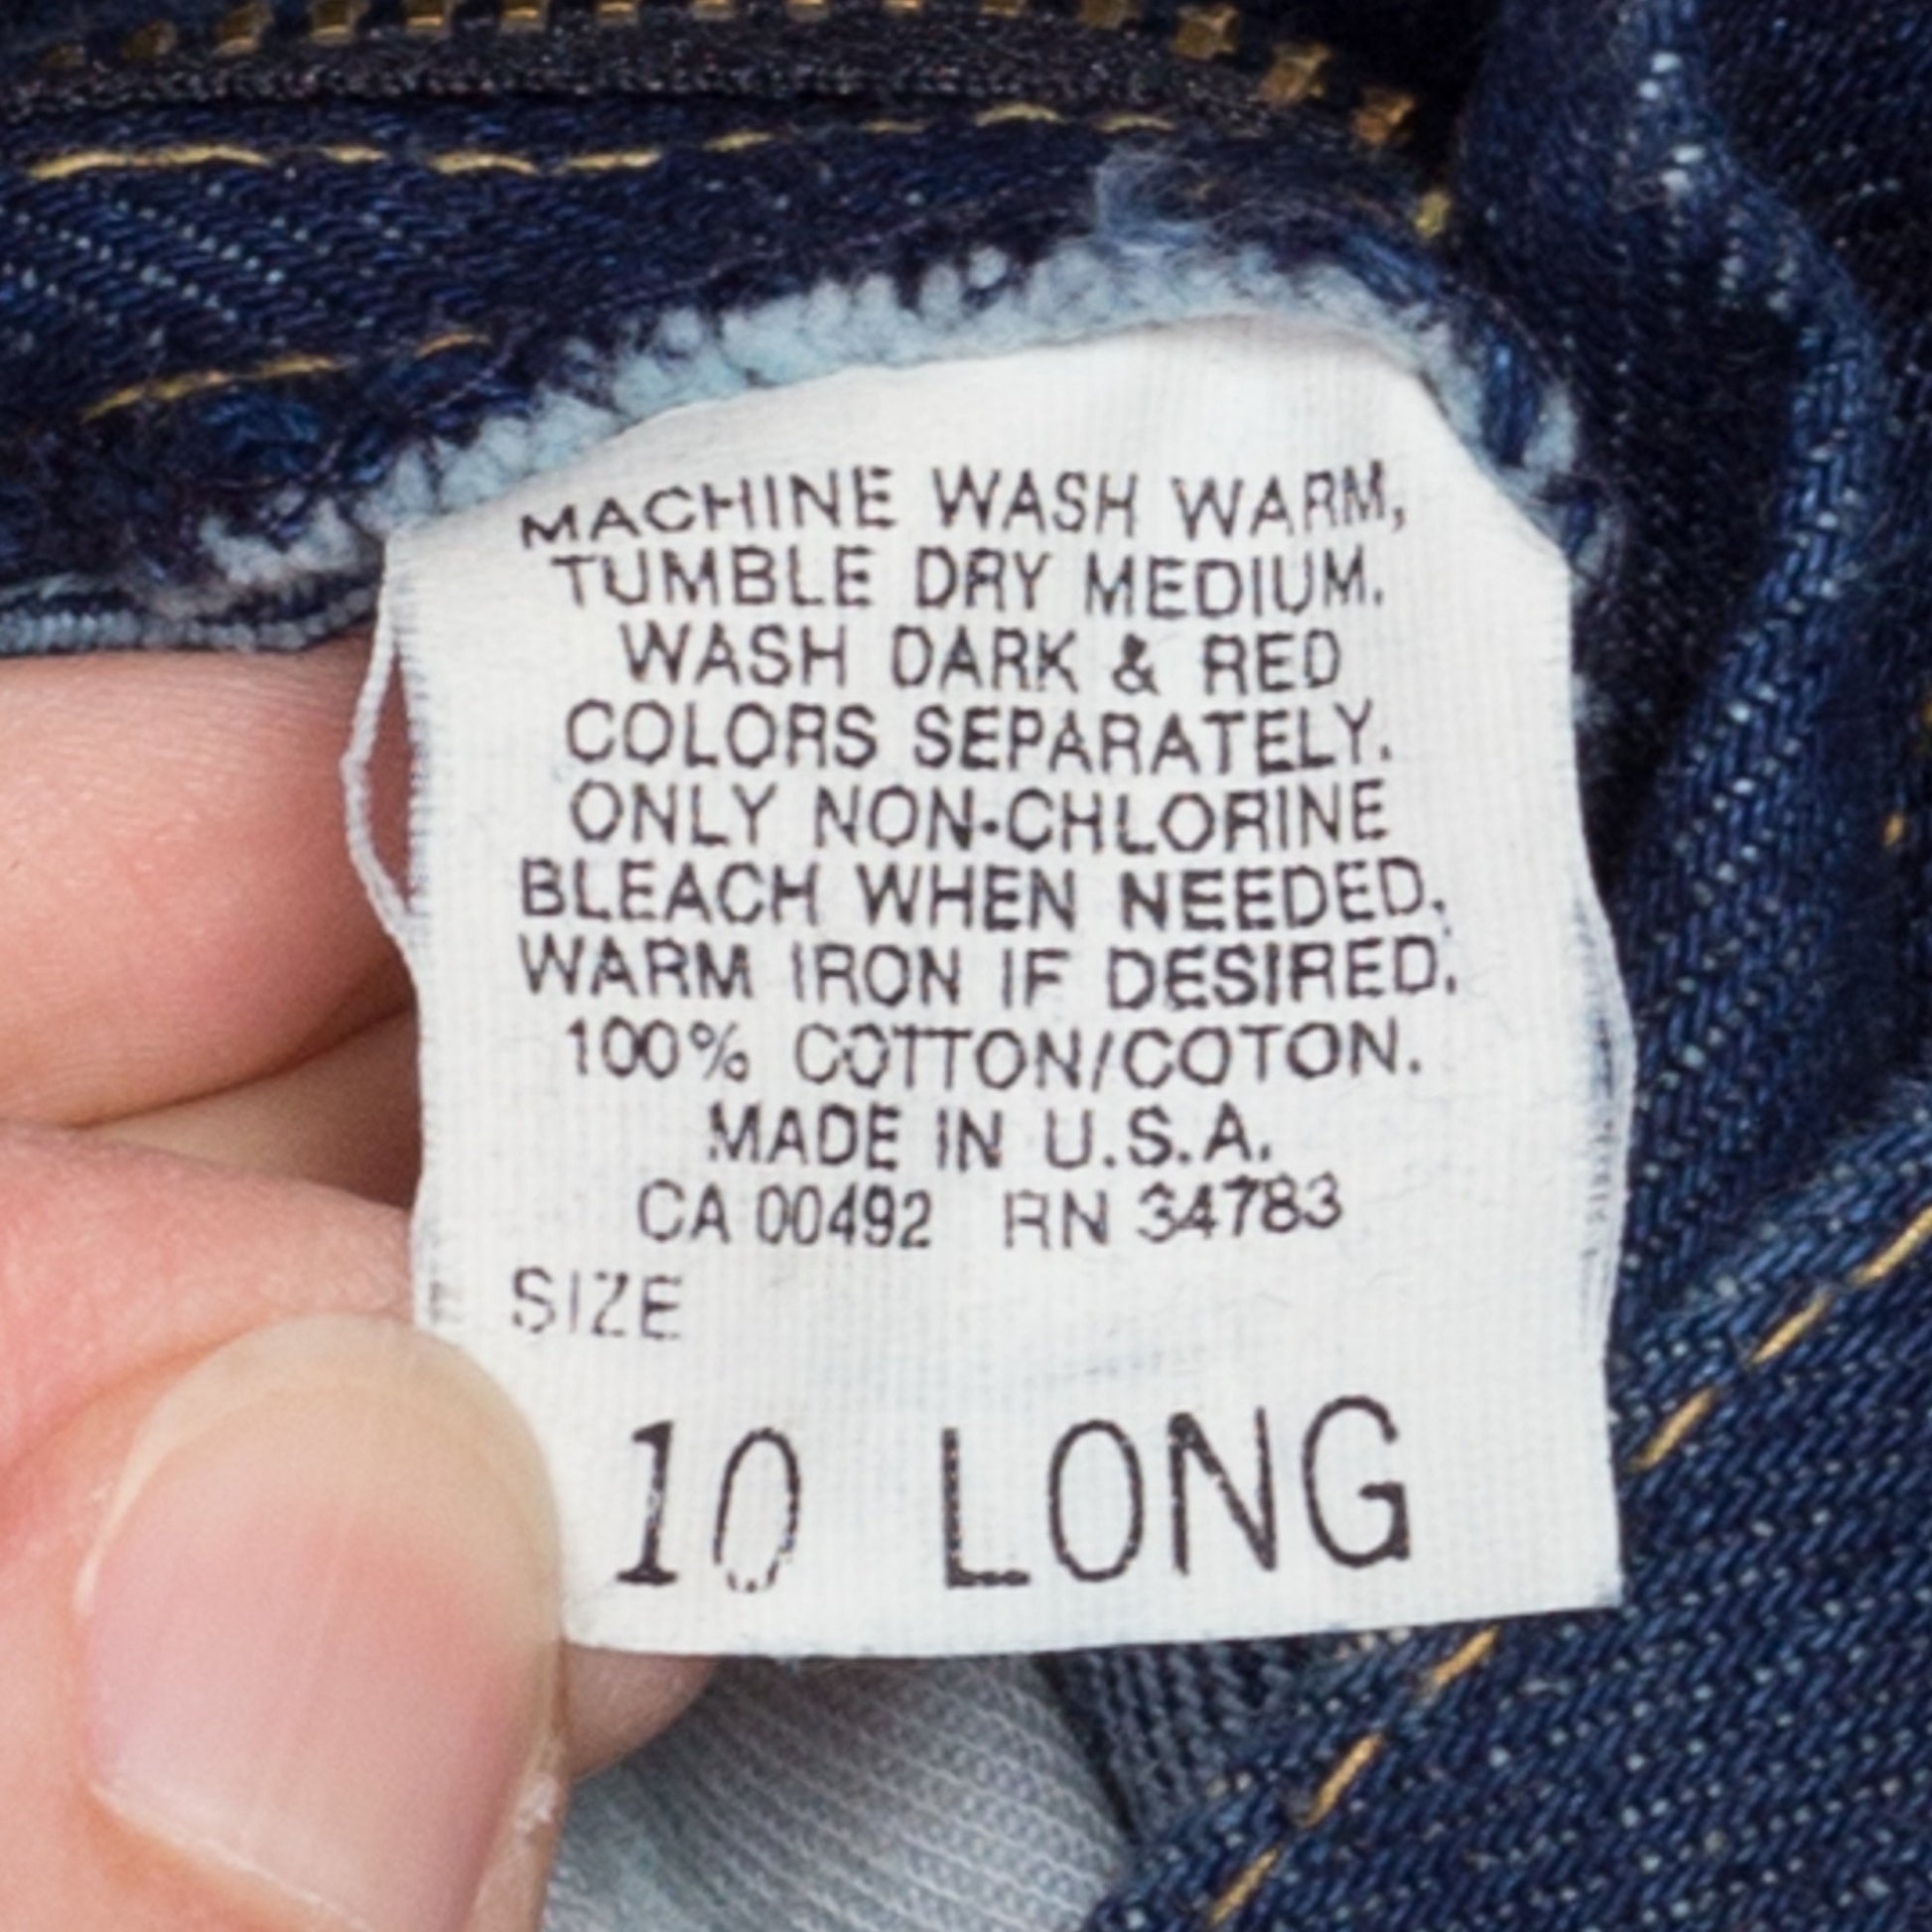 MACHINE WASH WARM,
TUMBLE DRY MEDIUM.
WASH DARK & RED
COLORS SEPARATELY.
ONLY NON-CHLORINE
BLEACH WHEN NEEDED.
WARM IRON IF DESIRED.
100% COTTON/COTON.
MADE IN U.S.A.
CA 00492 RN 34783
SIZE
10 LONG